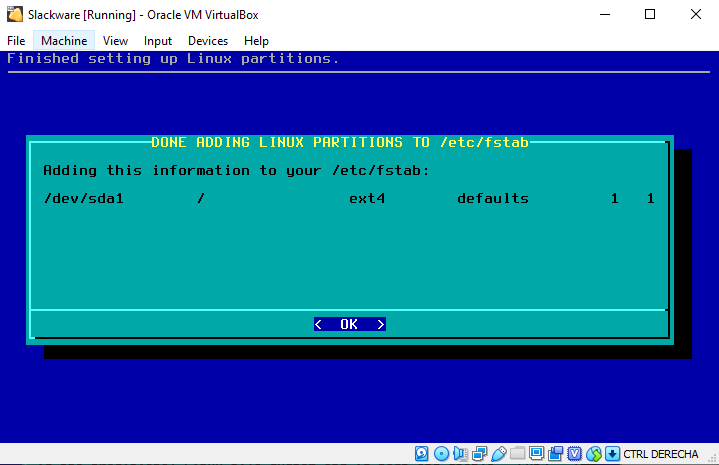 Slackware [Running] - Oracle VM VirtualBox
File Machine View Input Devices Help
Finished setting up Linux partitions.
DONE ADDING LINUX PARTITIONS TO /etc/fstab
Adding this information to your /etc/fstab:
/dev/sda1 / ext4 defaults 1 1
< OK >
CTRL DERECHA